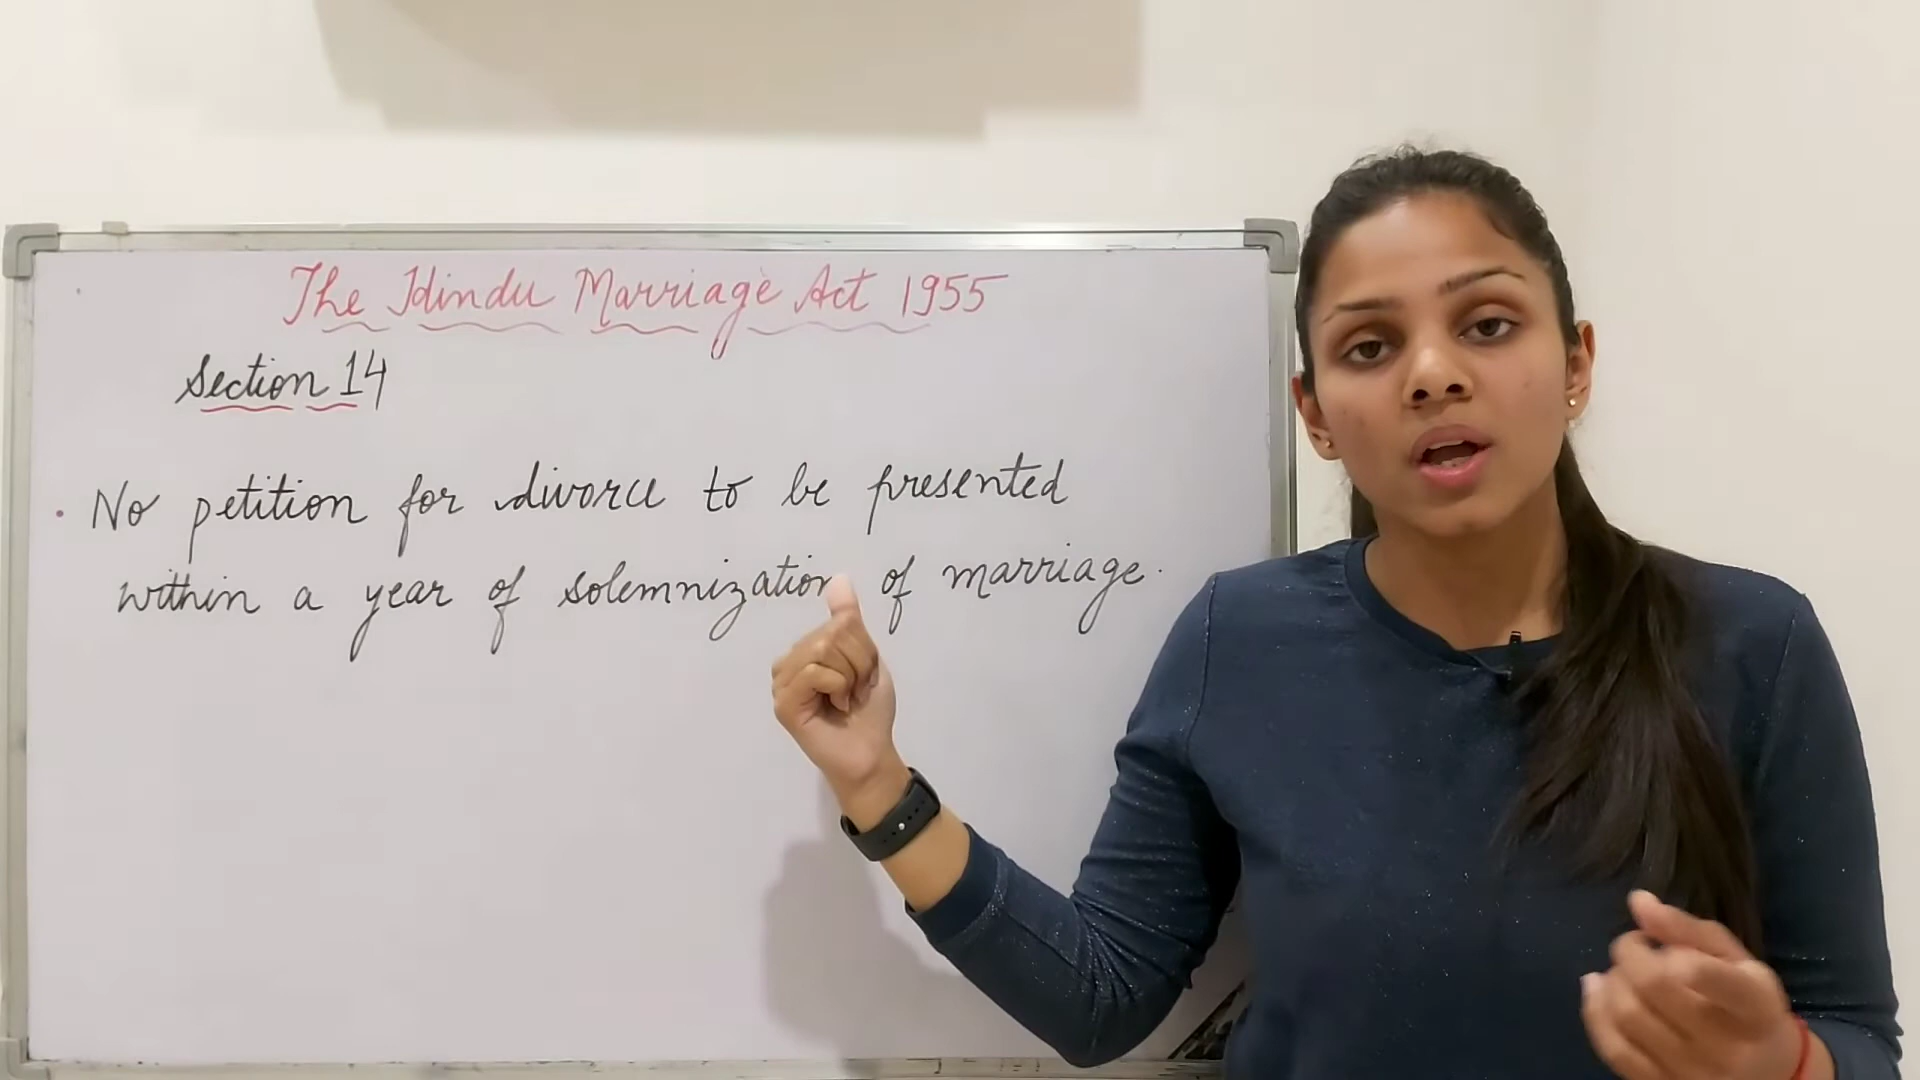 The Hindu Marriage Act 1955
Section 14
• No petition for divorce to be presented
within a year of solemnization of marriage.